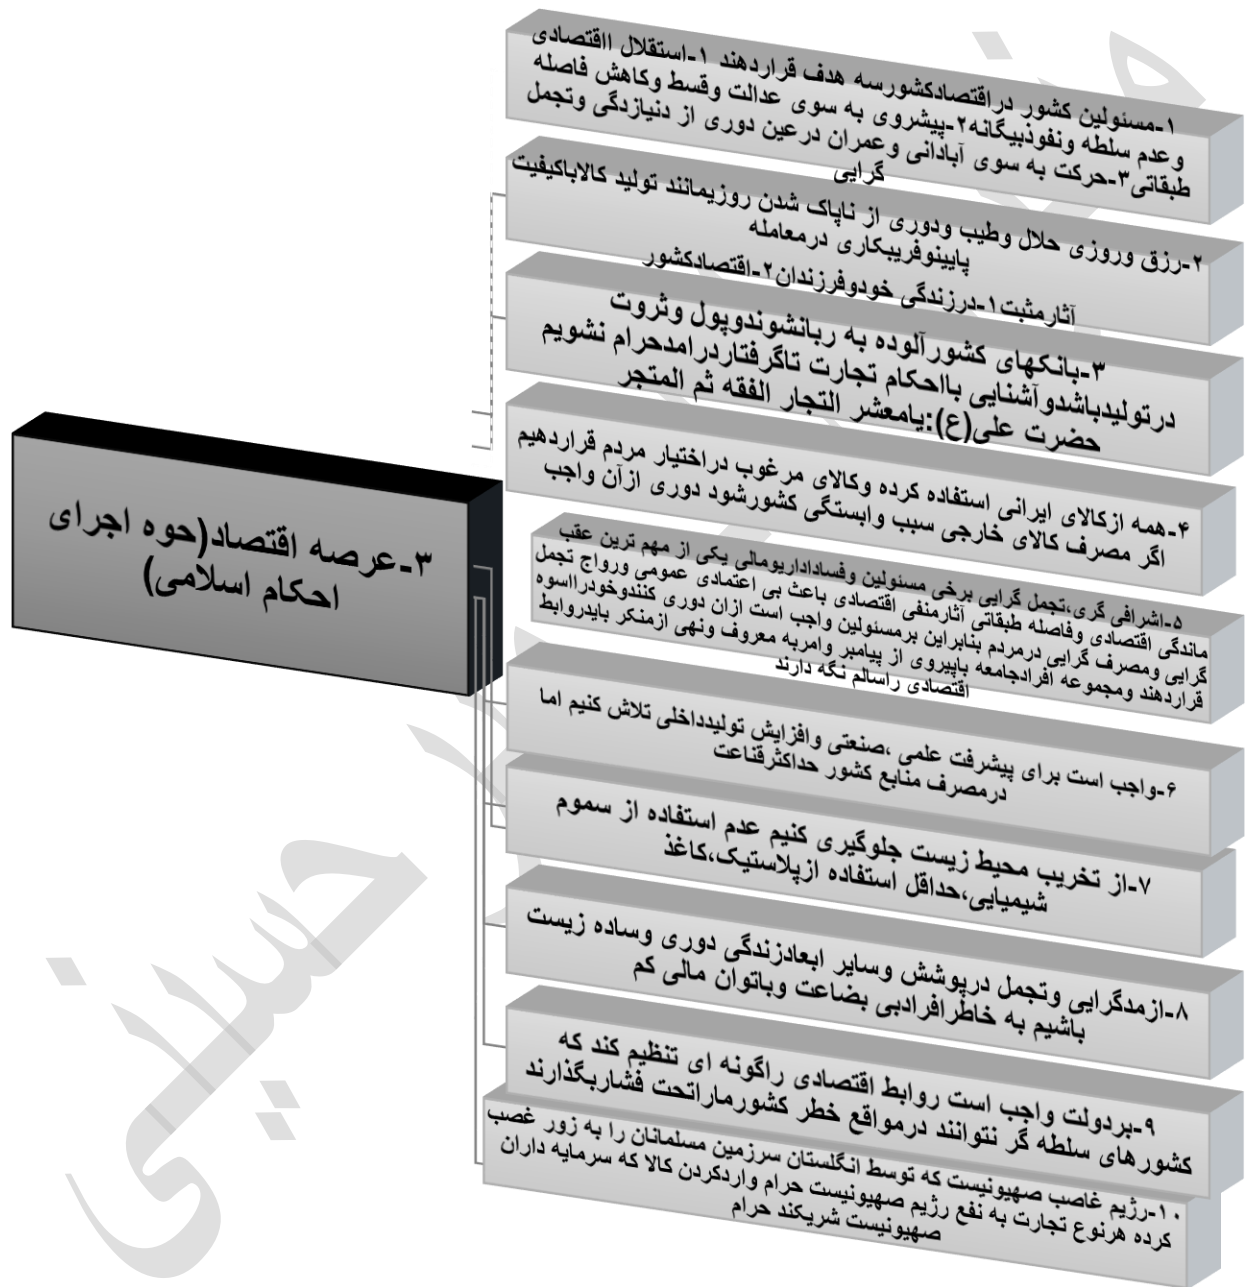 ۳-عرصه اقتصاد(حوه اجرای
احکام اسلامی)
۱-مسئولین کشور دراقتصادکشورسه هدف قراردهند ۱-استقلال ااقتصادی
وعدم سلطه ونفوذبیگانه۲-پیشروی به سوی عدالت وقسط وکاهش فاصله
طبقاتی۳-حرکت به سوی آبادانی وعمران درعین دوری از دنیازدگی وتجمل
گرایی
۲-رزق وروزی حلال وطیب ودوری از ناپاک شدن روزیمانند تولید کالاباکیفیت
پایینوفریبکاری درمعامله
آثارمثبت۱-درزندگی خودوفرزندان۲-اقتصادکشور
۳-بانکهای کشورآلوده به ربانشوندوپول وثروت
درتولیدباشدوآشنایی بااحکام تجارت تاگرفتاردرامدحرام نشویم
حضرت علی(ع):یامعشر التجار الفقه ثم المتجر
۴-همه ازکالای ایرانی استفاده کرده وکالای مرغوب دراختیار مردم قراردهیم
اگر مصرف کالای خارجی سبب وابستگی کشورشود دوری ازآن واجب
۵-اشرافی گری،تجمل گرایی برخی مسئولین وفساداداریومالی یکی از مهم ترین عقب
ماندگی اقتصادی وفاصله طبقاتی آثارمنفی اقتصادی باعث بی اعتمادی عمومی ورواج تجمل
گرایی ومصرف گرایی درمردم بنابراین برمسئولین واجب است ازان دوری کنندوخودرااسوه
قراردهند ومجموعه افرادجامعه باپیروی از پیامبر وامربه معروف ونهی ازمنکر بایدروابط
اقتصادی راسالم نگه دارند
۶-واجب است برای پیشرفت علمی ،صنعتی وافزایش تولیدداخلی تلاش کنیم اما
درمصرف منابع کشور حداکثرقناعت
۷-از تخریب محیط زیست جلوگیری کنیم عدم استفاده از سموم
شیمیایی،حداقل استفاده ازپلاستیک،کاغذ
۸-ازمدگرایی وتجمل درپوشش وسایر ابعادزندگی دوری وساده زیست
باشیم به خاطرافرادبی بضاعت وباتوان مالی کم
۹-بردولت واجب است روابط اقتصادی راگونه ای تنظیم کند که
کشورهای سلطه گر نتوانند درمواقع خطر کشورماراتحت فشاربگذارند
۱۰-رژیم غاصب صهیونیست که توسط انگلستان سرزمین مسلمانان را به زور غصب
کرده هرنوع تجارت به نفع رژیم صهیونیست حرام واردکردن کالا که سرمایه داران
صهیونیست شریکند حرام
حسینی